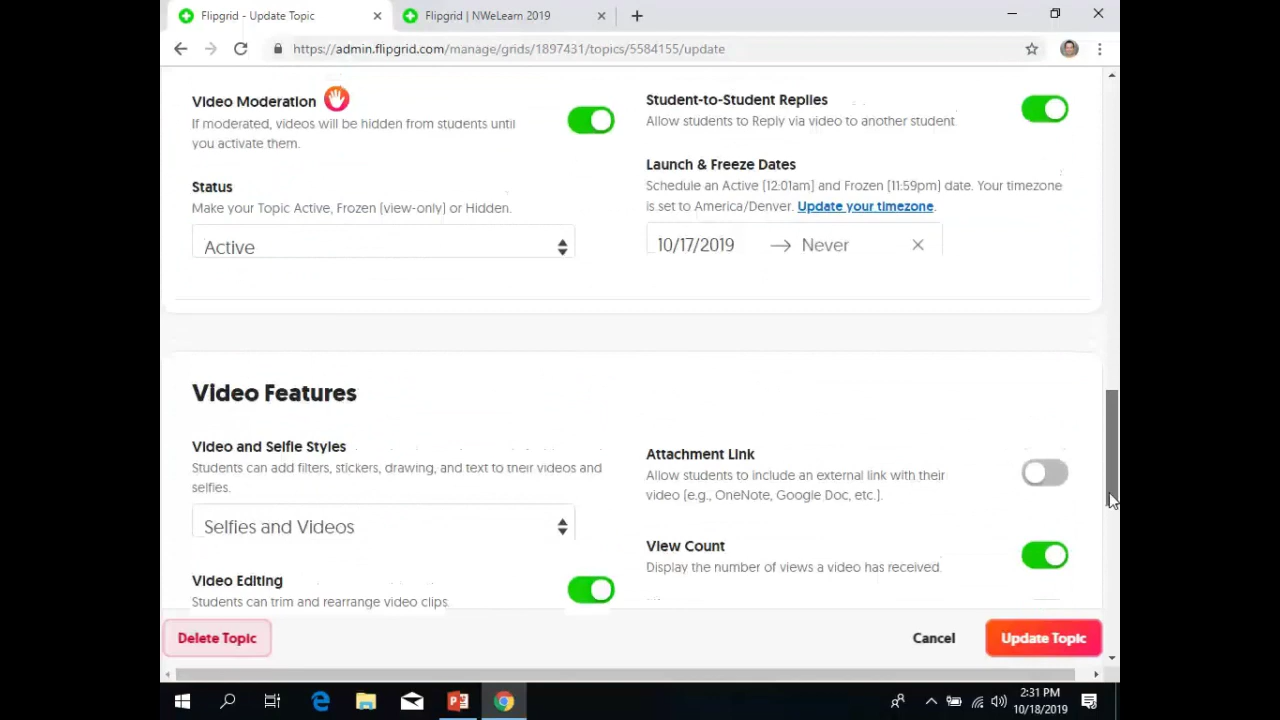 Flipgrid - Update Topic
Flipgrid | NWeLearn 2019
https://admin.flipgrid.com/manage/grids/1897431/topics/5584155/update
Video Moderation
If moderated, videos will be hidden from students until
you activate them.
Status
Make your Topic Active, Frozen (view-only) or Hidden.
Active
Student-to-Student Replies
Allow students to Reply via video to another student.
Launch & Freeze Dates
Schedule an Active (12:01am) and Frozen (11:59pm) date. Your timezone
is set to America/Denver. Update your timezone.
10/17/2019 → Never
Video Features
Video and Selfie Styles
Students can add filters, stickers, drawing, and text to their videos and
selfies.
Selfies and Videos
Video Editing
Students can trim and rearrange video clips.
Attachment Link
Allow students to include an external link with their
video (e.g., OneNote, Google Doc, etc.).
View Count
Display the number of views a video has received.
Delete Topic
Cancel
Update Topic
2:31 PM
10/18/2019